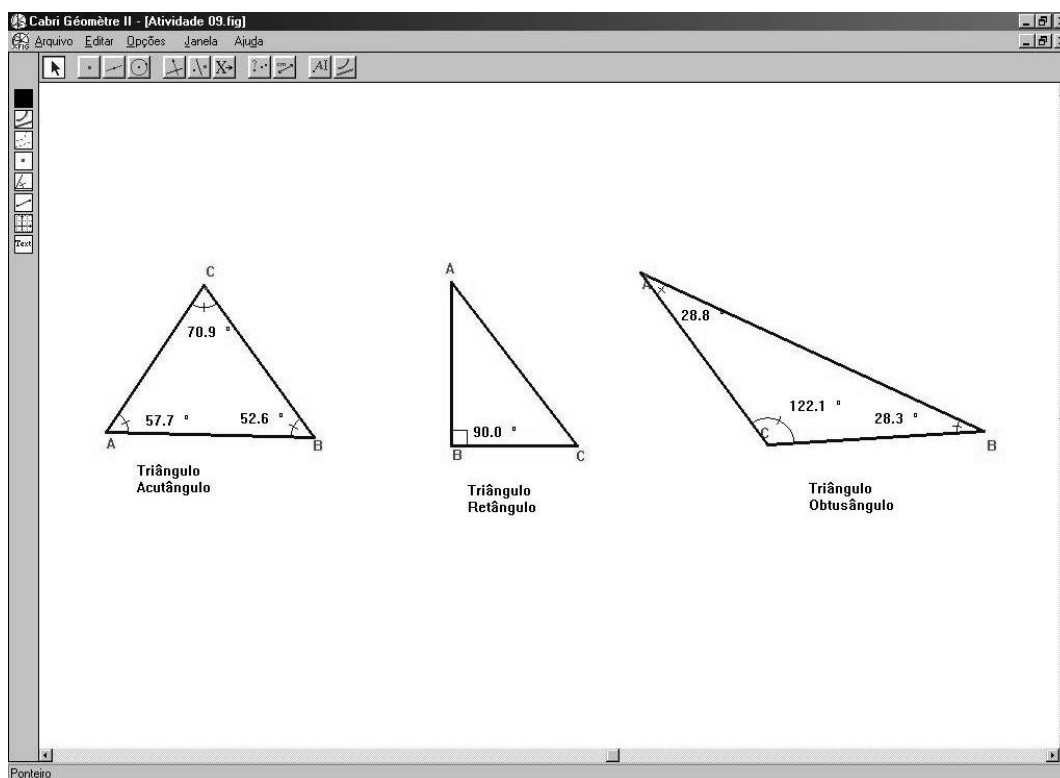 Cabri Géomètre II - [Atividade 09.fig]
Arquivo Editar Opções Janela Ajuda
Text
C
70.9 °
57.7 °
52.6 °
A
B
Triângulo
Acutângulo
A
90.0 °
B
C
Triângulo
Retângulo
A
28.8 °
122.1 °
28.3 °
C
B
Triângulo
Obtusângulo
Ponteiro